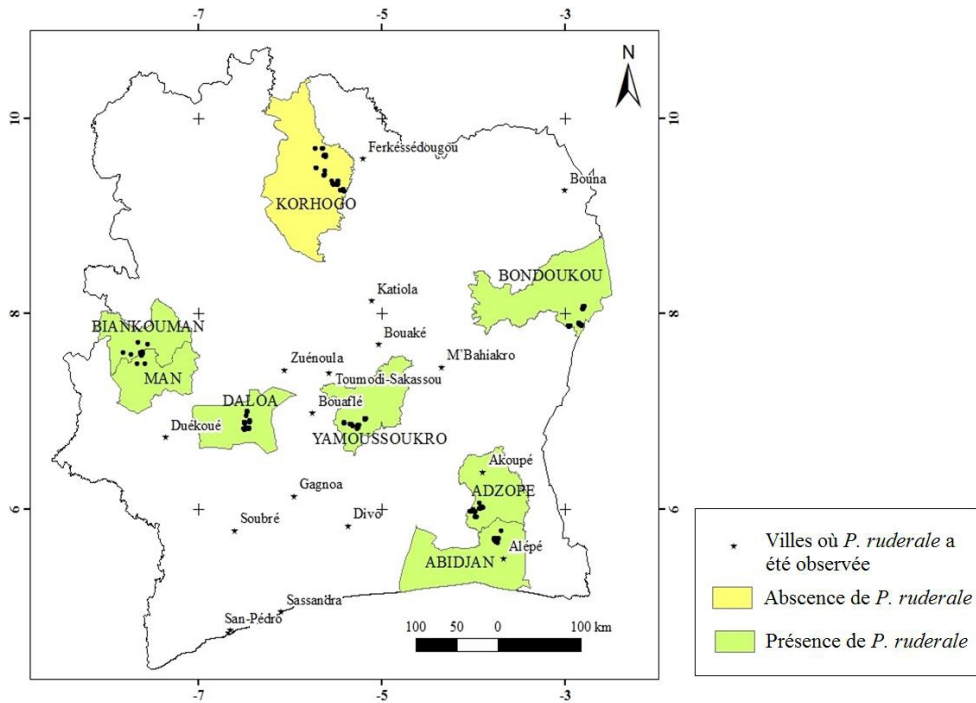 -7 -5 -3
N
10 10
Ferkessédougou
Bouna
KORHOGO
BONDOUKOU
Katiola
8 8
BIANKOUMAN
Bouaké
Zuénoula
M'Bahiakro
Toumodi-Sakassou
MAN
DALOA
Bouaflé
Duékoué
YAMOUSSOUKRO
Akoupé
ADZOPE
Gagnoa
6 6
Soubré
Divo
Alépé
ABIDJAN
Sassandra
San-Pédro
100 50 0 100 km
-7 -5 -3
Villes où P. ruderale a
été observée
Absence de P. ruderale
Présence de P. ruderale